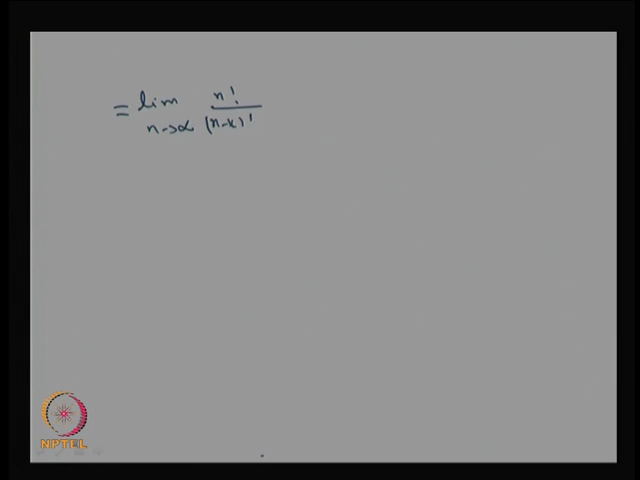 = lim n→∝ n! / (n-k)!
NPTEL